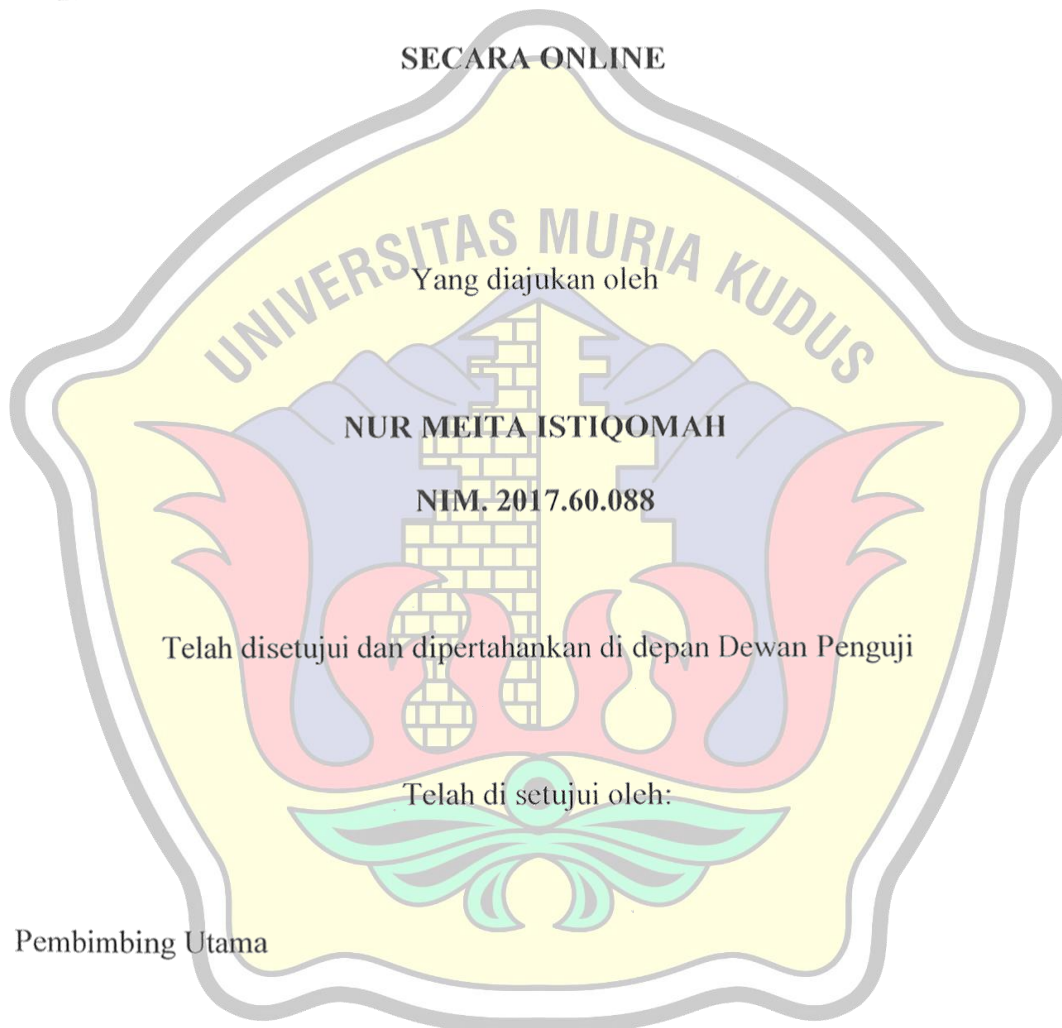 SECARA ONLINE
UNIVERSITAS MURIA KUDUS
Yang diajukan oleh
NUR MEITA ISTIQOMAH
NIM. 2017.60.088
Telah disetujui dan dipertahankan di depan Dewan Penguji
Telah di setujui oleh:
Pembimbing Utama